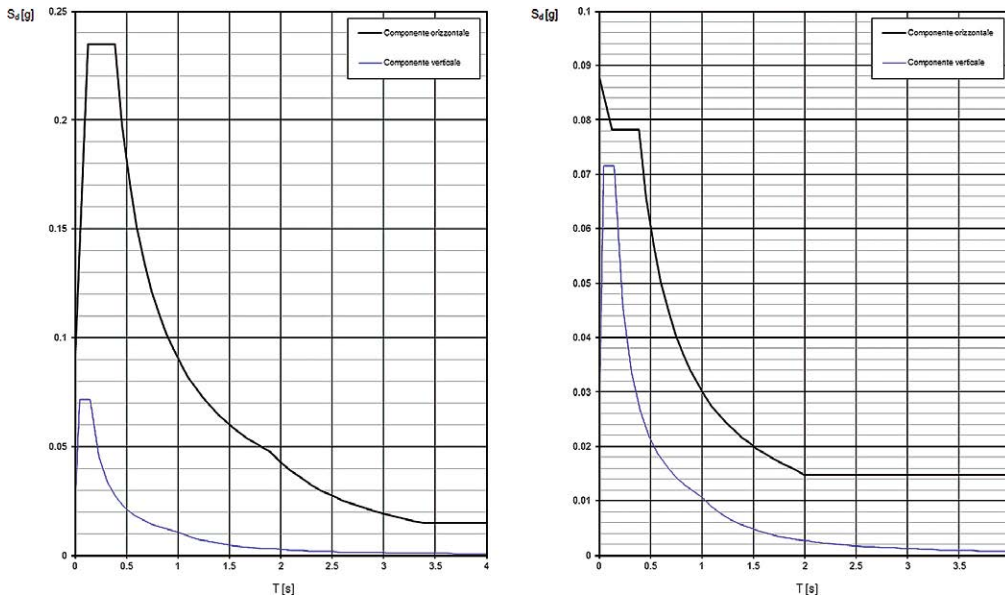 S_d [g]
0.25
Componente orizzontale
Componente verticale
0.2
0.15
0.1
0.05
0
0 0.5 1 1.5 2 2.5 3 3.5 4
T [s]
S_d [g]
0.1
Componente orizzontale
Componente verticale
0.09
0.08
0.07
0.06
0.05
0.04
0.03
0.02
0.01
0
0 0.5 1 1.5 2 2.5 3 3.5
T [s]